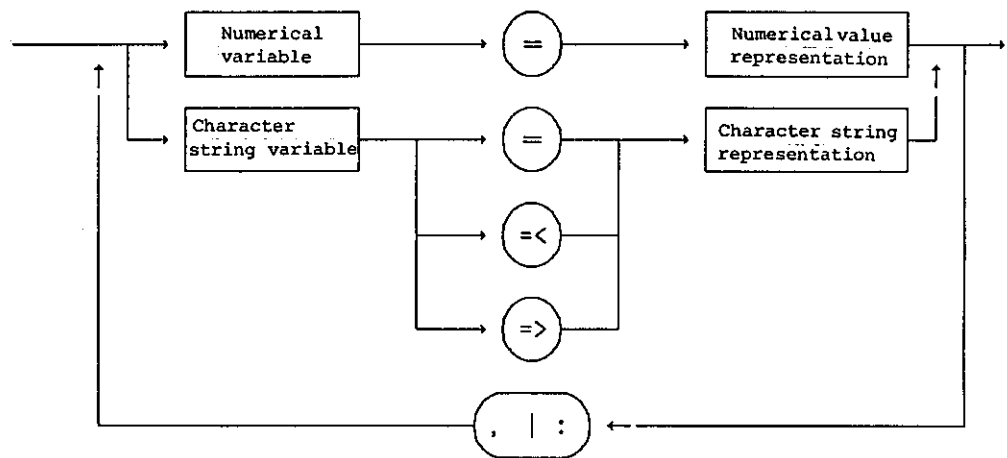 Numerical
variable
=
Numerical value
representation
Character
string variable
=
Character string
representation
=<
=>
, | :